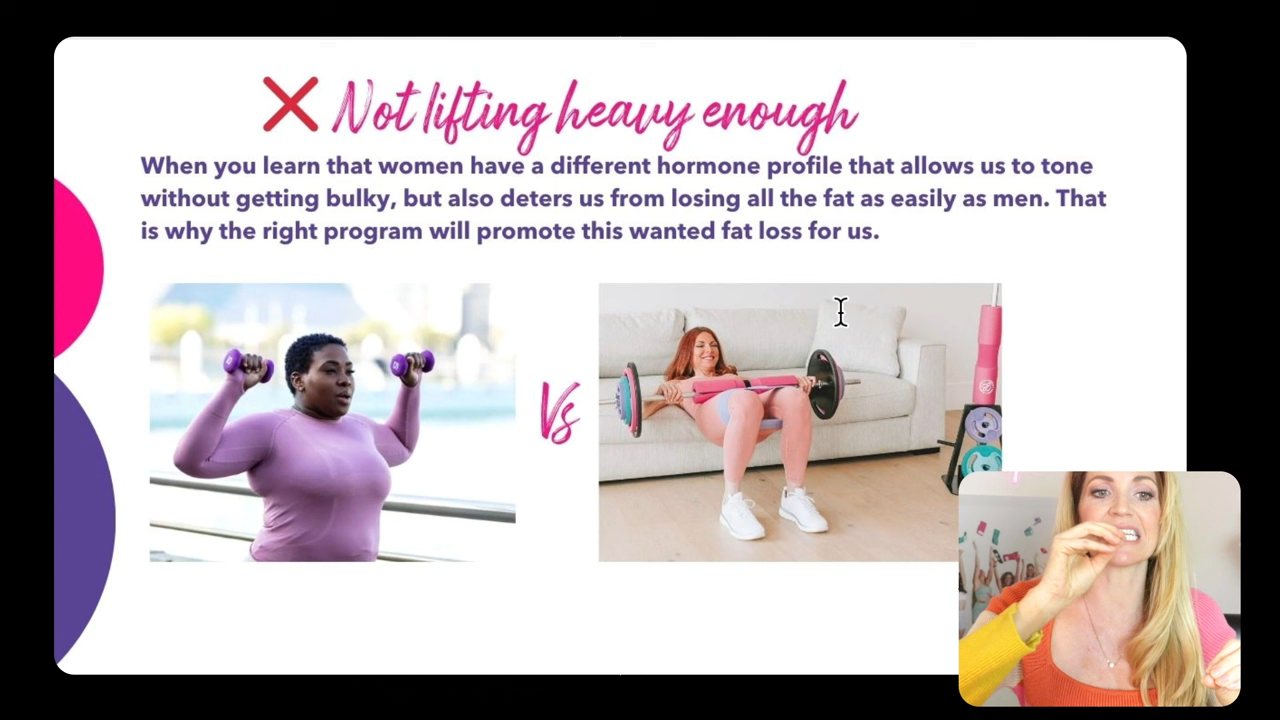 Not lifting heavy enough
When you learn that women have a different hormone profile that allows us to tone
without getting bulky, but also deters us from losing all the fat as easily as men. That
is why the right program will promote this wanted fat loss for us.
Vs